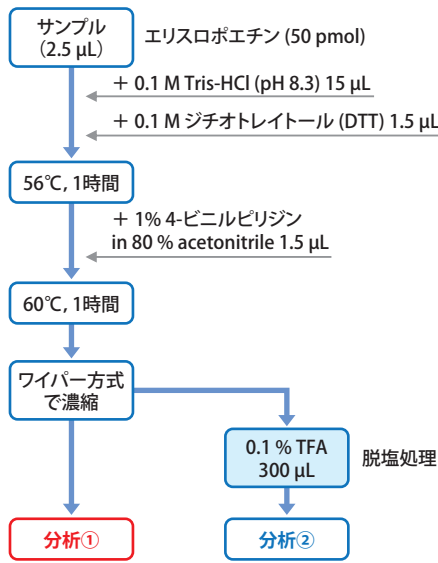 サンプル
(2.5 µL)
エリスロポエチン (50 pmol)
+ 0.1 M Tris-HCl (pH 8.3) 15 µL
+ 0.1 M ジチオトレイトール (DTT) 1.5 µL
56℃, 1時間
+ 1% 4-ビニルピリジン
in 80 % acetonitrile 1.5 µL
60℃, 1時間
ワイパー方式
で濃縮
0.1 % TFA
300 µL
脱塩処理
分析①
分析②